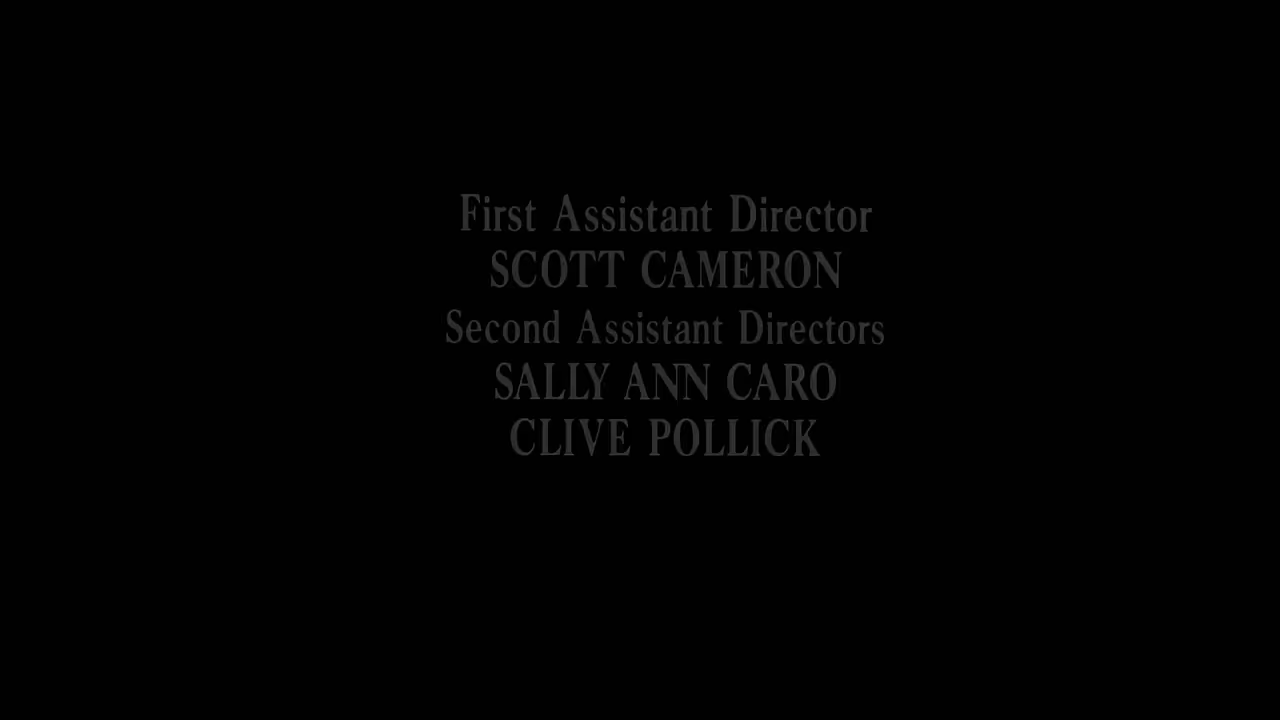 First Assistant Director
SCOTT CAMERON
Second Assistant Directors
SALLY ANN CARO
CLIVE POLLICK